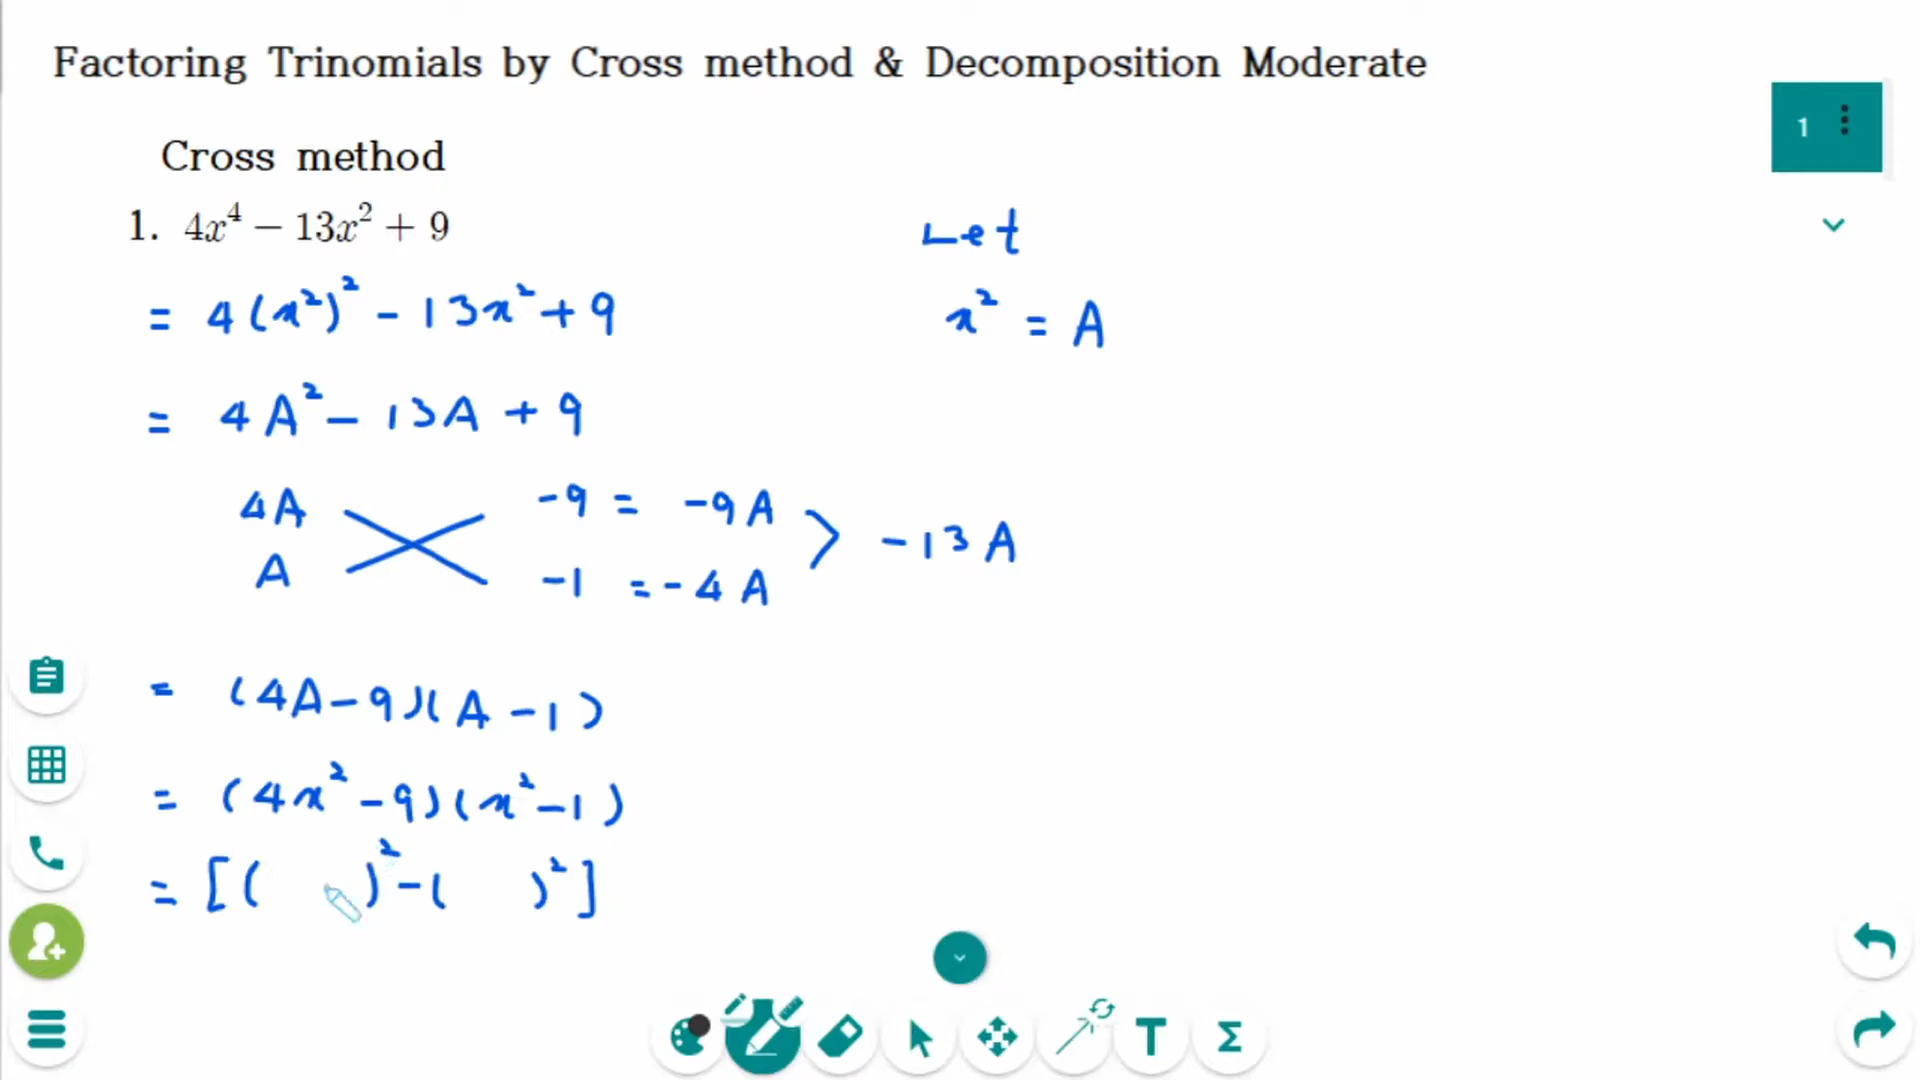 Factoring Trinomials by Cross method & Decomposition Moderate
1
Cross method
1. 4x⁴ − 13x² + 9
Let
= 4(x²)² - 13x² + 9
x² = A
= 4A² - 13A + 9
4A -9 = -9A
> -13A
A -1 = -4A
= (4A-9)(A-1)
= (4x²-9)(x²-1)
= [( )²-( )²]
T Σ